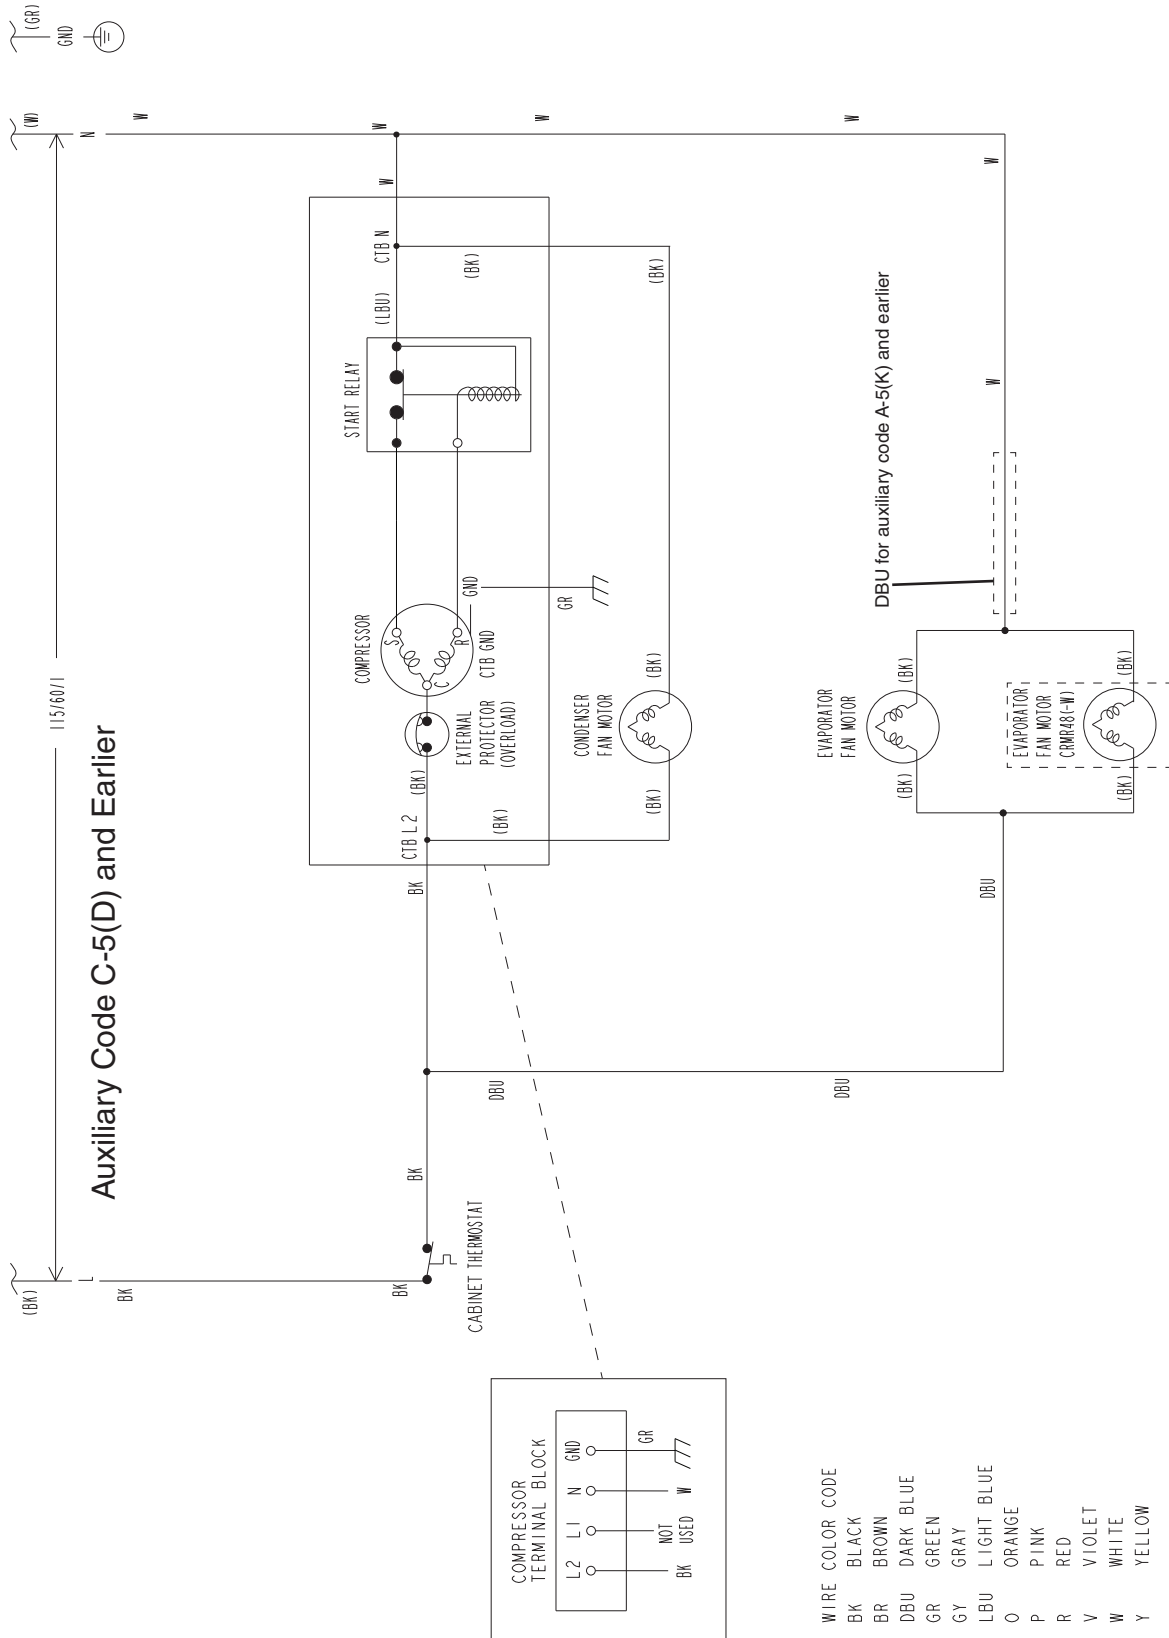 Auxiliary Code C-5(D) and Earlier
115/60/1
(BK)
L
BK
BK
CABINET THERMOSTAT
BK
DBU
DBU
DBU
BK
CTB L2
(BK)
(BK)
EXTERNAL
PROTECTOR
(OVERLOAD)
COMPRESSOR
C
S
R
CTB GND
GND
GR
START RELAY
(LBU)
CTB N
(BK)
W
W
(W)
N
W
W
W
W
W
(GR)
GND
CONDENSER
FAN MOTOR
(BK)
(BK)
(BK)
EVAPORATOR
FAN MOTOR
(BK)
(BK)
EVAPORATOR
FAN MOTOR
CRMR48(-W)
(BK)
(BK)
DBU for auxiliary code A-5(K) and earlier
COMPRESSOR
TERMINAL BLOCK
L2 L1 N GND
BK
NOT
USED
W
GR
WIRE COLOR CODE
BK BLACK
BR BROWN
DBU DARK BLUE
GR GREEN
GY GRAY
LBU LIGHT BLUE
O ORANGE
P PINK
R RED
V VIOLET
W WHITE
Y YELLOW